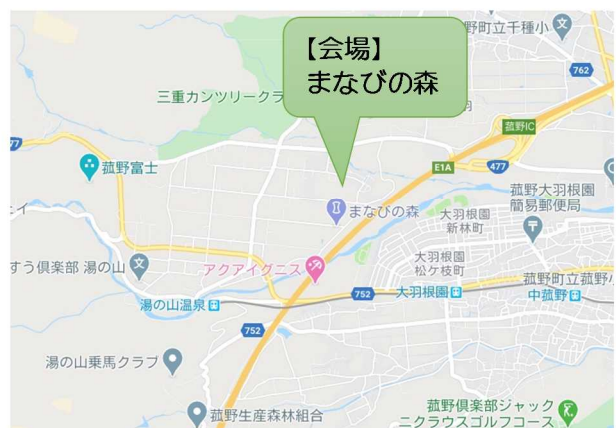 【会場】
まなびの森
野町立千種小
762
三重カンツリークラ
菰野IC
77
菰野富士
E1A
477
まなびの森
菰野大羽根園
簡易郵便局
大羽根園
新林町
すう倶楽部 湯の山
アクアイグニス
大羽根園
松ケ枝町
湯の山温泉
752
大羽根園
菰野町立菰野小
中菰野
752
湯の山乗馬クラブ
菰野倶楽部ジャック
ニクラウスゴルフコース
菰野生産森林組合